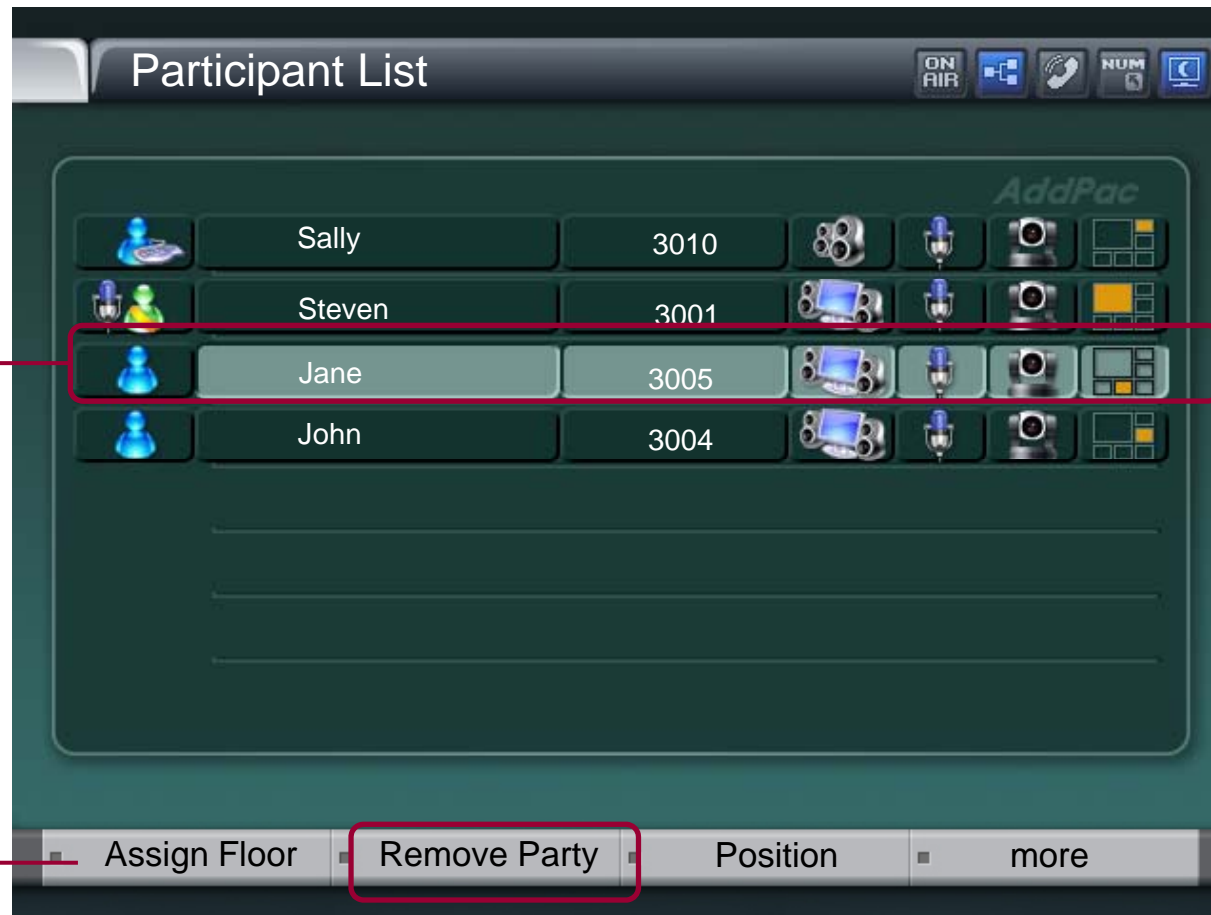 Participant List
ON AIR
NUM
AddPac
Sally 3010
Steven 3001
Jane 3005
John 3004
Assign Floor Remove Party Position more